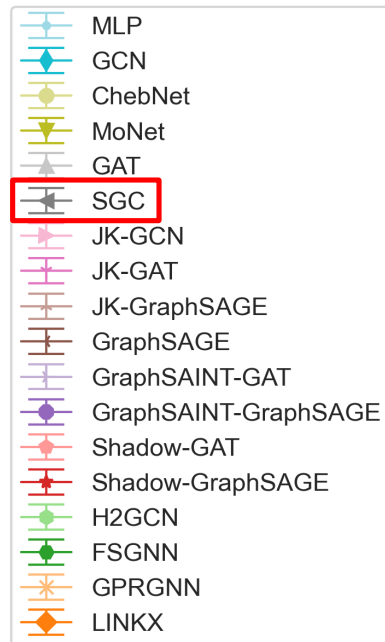 MLP
GCN
ChebNet
MoNet
GAT
SGC
JK-GCN
JK-GAT
JK-GraphSAGE
GraphSAGE
GraphSAINT-GAT
GraphSAINT-GraphSAGE
Shadow-GAT
Shadow-GraphSAGE
H2GCN
FSGNN
GPRGNN
LINKX